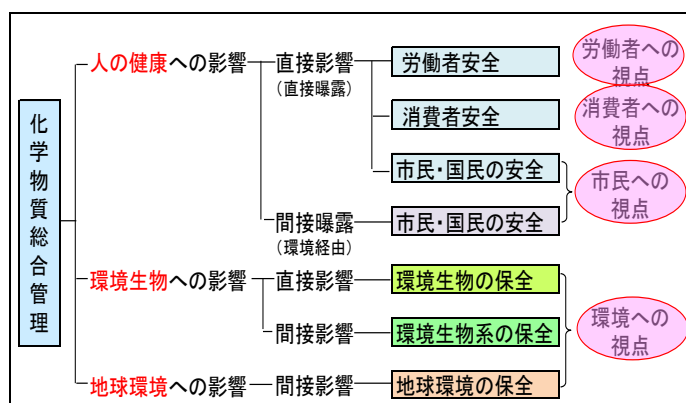 化学物質総合管理
人の健康への影響
直接影響
(直接曝露)
労働者安全
労働者への
視点
消費者安全
消費者への
視点
市民・国民の安全
市民への
視点
間接曝露
(環境経由)
市民・国民の安全
環境生物への影響
直接影響
環境生物の保全
間接影響
環境生物系の保全
環境への
視点
地球環境への影響
間接影響
地球環境の保全